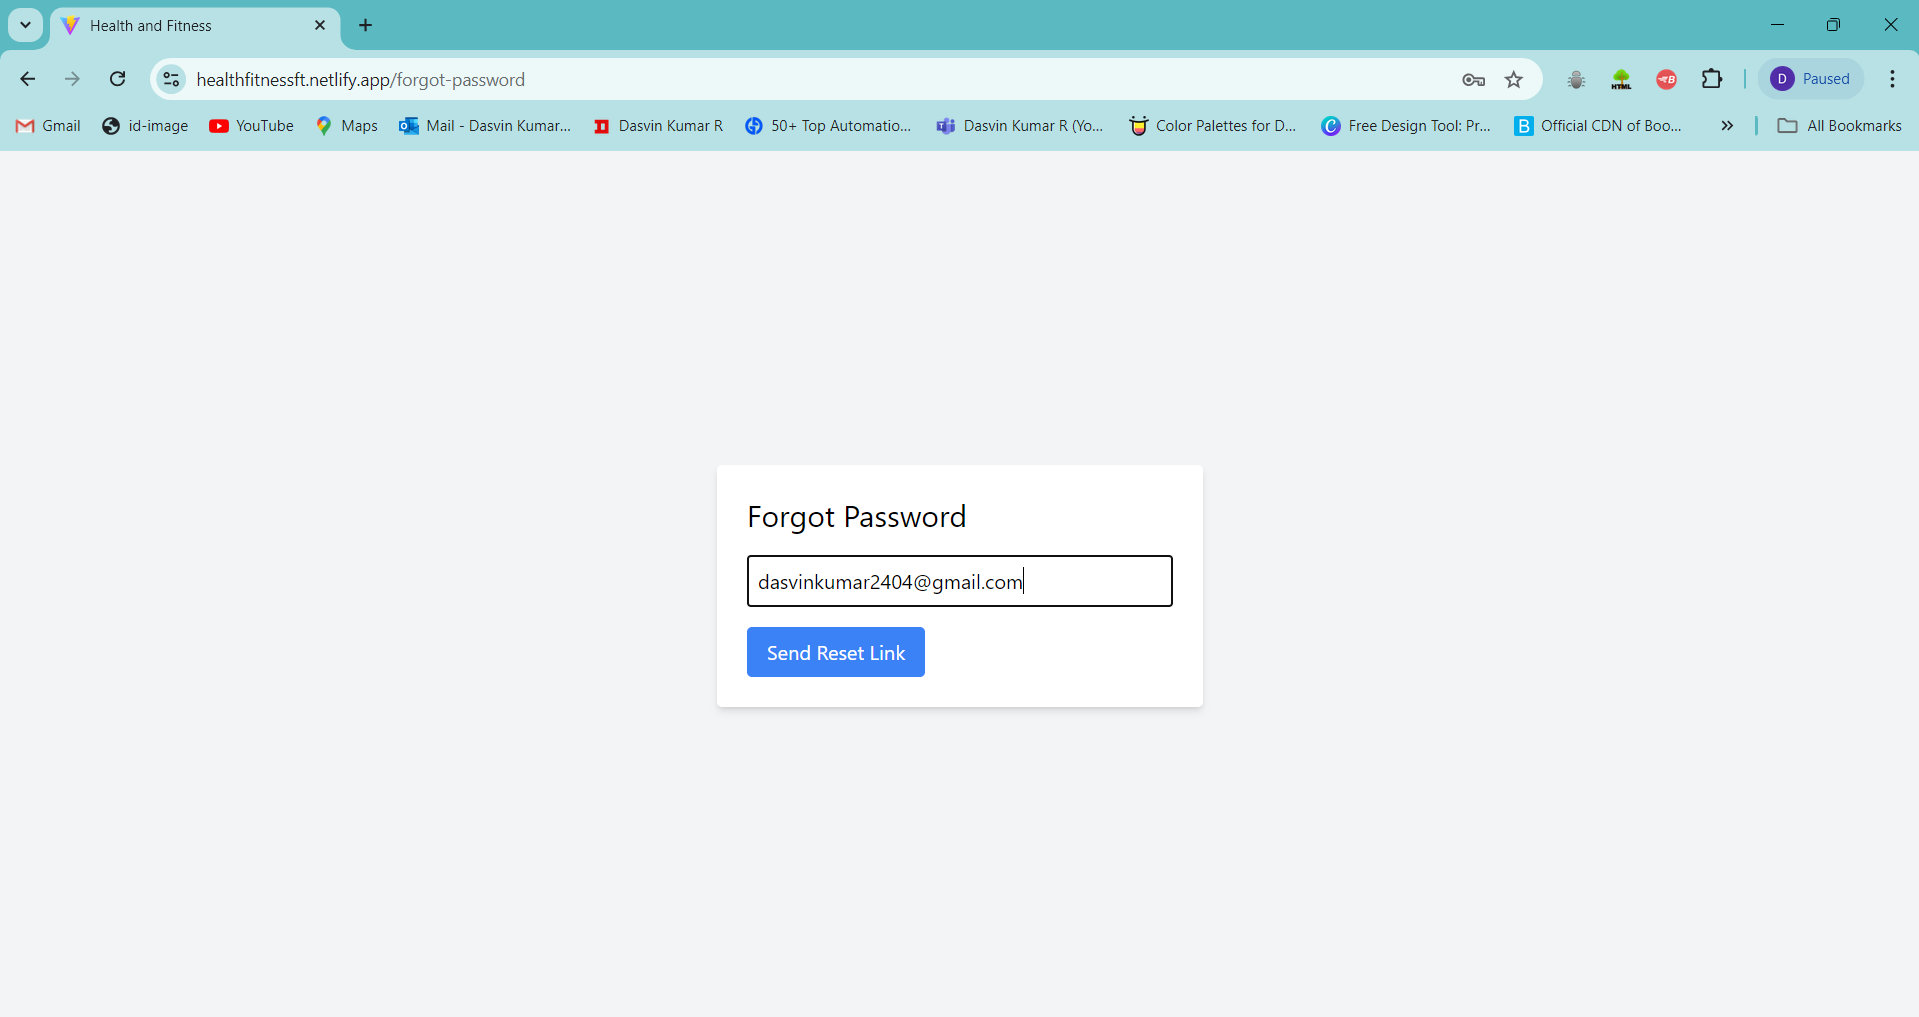 Health and Fitness
healthfitnessft.netlify.app/forgot-password
D Paused
Gmail id-image YouTube Maps Mail - Dasvin Kumar... Dasvin Kumar R 50+ Top Automatio... Dasvin Kumar R (Yo... Color Palettes for D... Free Design Tool: Pr... B Official CDN of Boo... » All Bookmarks
Forgot Password
dasvinkumar2404@gmail.com
Send Reset Link